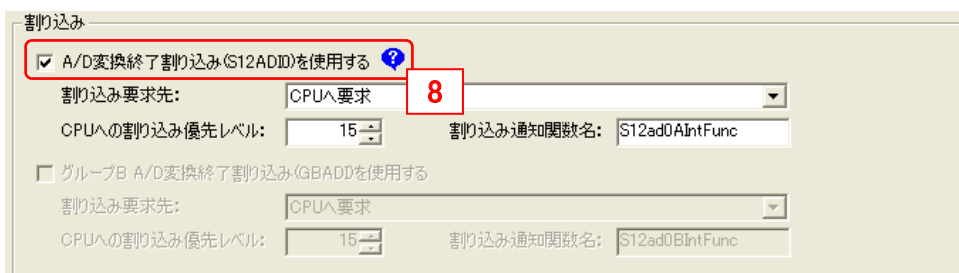 割り込み
A/D変換終了割り込み(S12ADI0)を使用する
8
割り込み要求先: CPUへ要求
CPUへの割り込み優先レベル: 15 割り込み通知関数名: S12ad0AIntFunc
グループB A/D変換終了割り込み(GBADI)を使用する
割り込み要求先: CPUへ要求
CPUへの割り込み優先レベル: 15 割り込み通知関数名: S12ad0BIntFunc